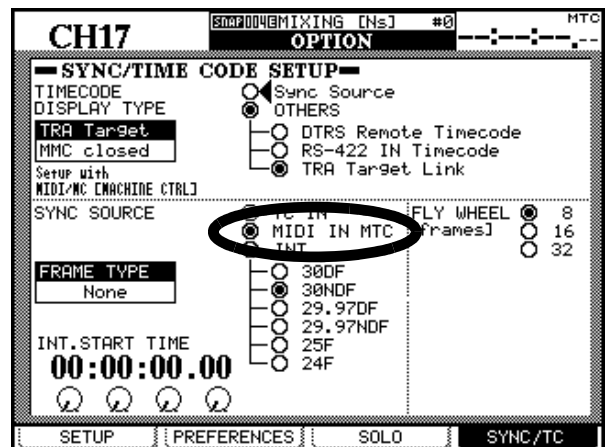 CH17
SNAP004 MIXING [Ns] #0
MTC
OPTION
--:--:--.--
SYNC/TIME CODE SETUP
TIMECODE
DISPLAY TYPE
Sync Source
OTHERS
DTRS Remote Timecode
RS-422 IN Timecode
TRA Target Link
TRA Target
MMC closed
Setup with
MIDI/MC [MACHINE CTRL]
SYNC SOURCE
TC IN
MIDI IN MTC
INT
30DF
30NDF
29.97DF
29.97NDF
25F
24F
FLY WHEEL
frames]
8
16
32
FRAME TYPE
None
INT.START TIME
00:00:00.00
SETUP
PREFERENCES
SOLO
SYNC/TC